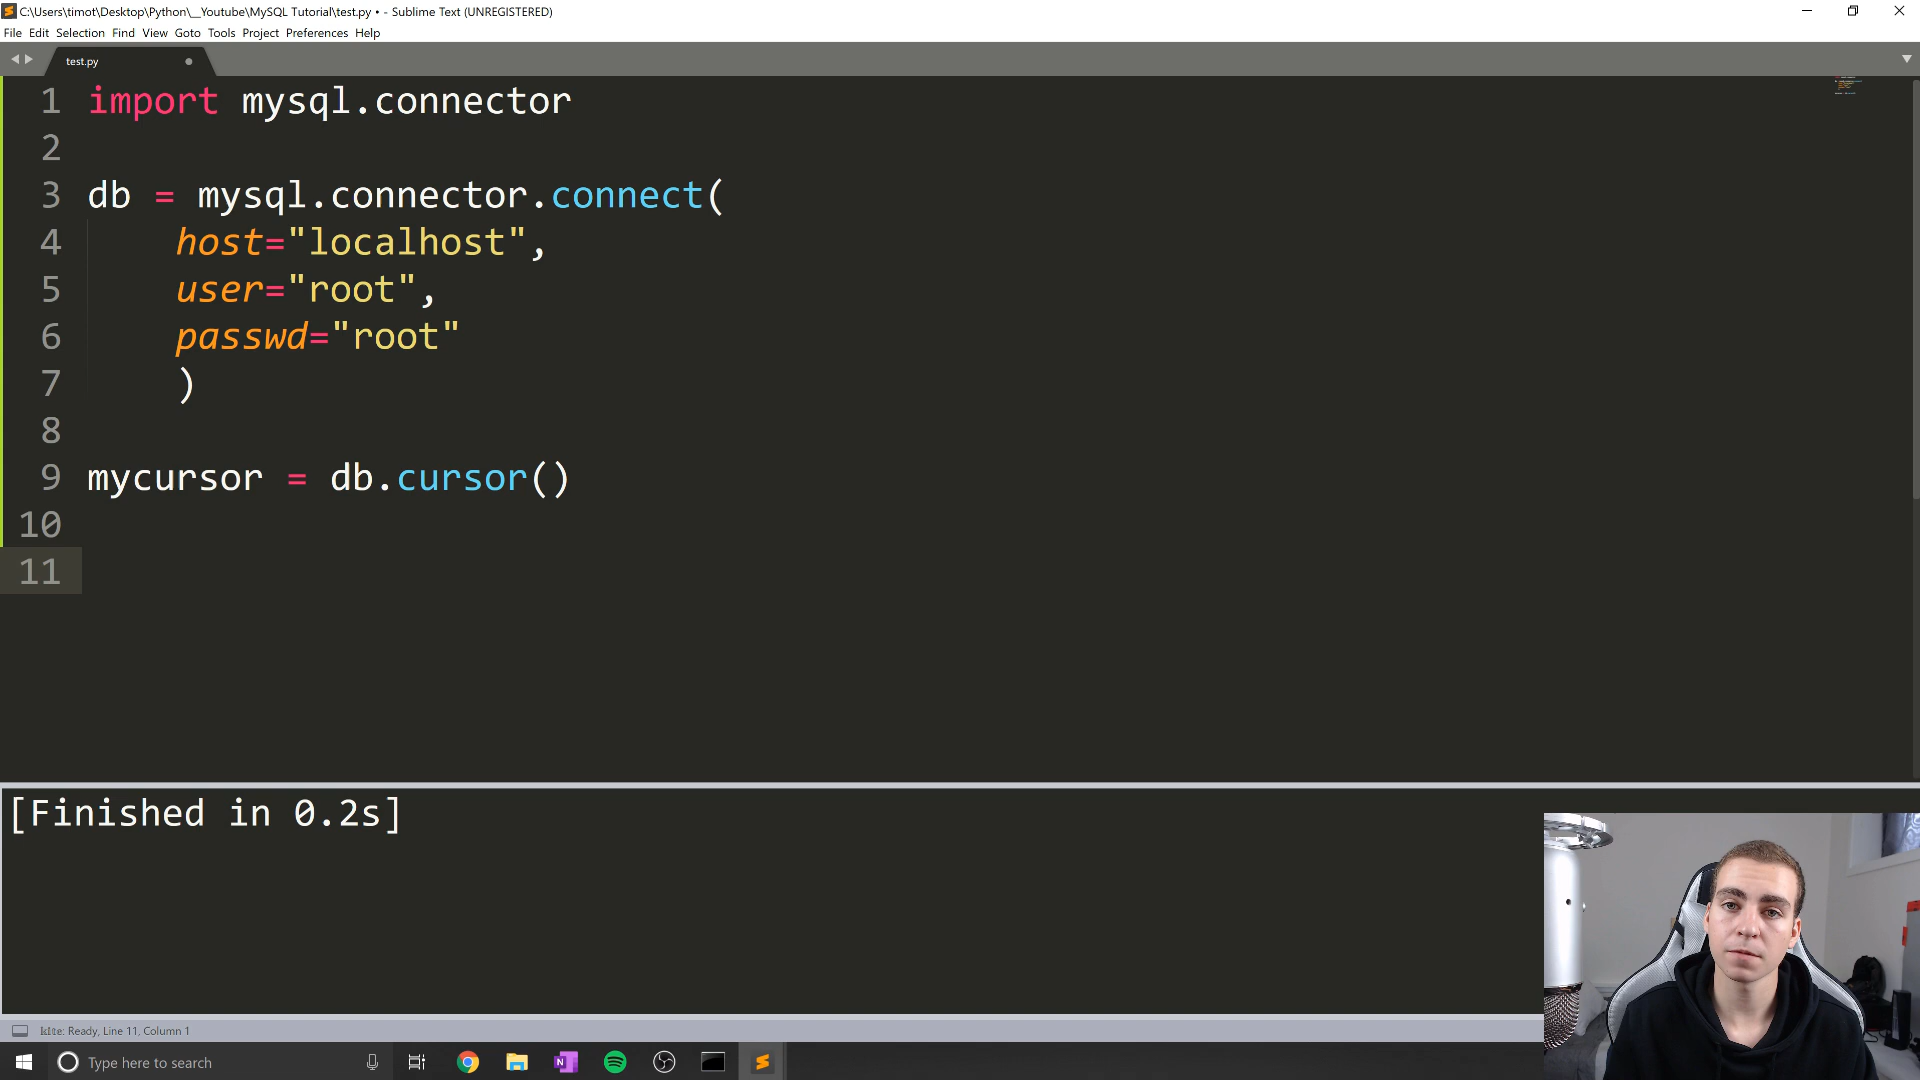 C:\Users\timot\Desktop\Python\__Youtube\MySQL Tutorial\test.py • - Sublime Text (UNREGISTERED)
File Edit Selection Find View Goto Tools Project Preferences Help
test.py
1 import mysql.connector
2
3 db = mysql.connector.connect(
4 host="localhost",
5 user="root",
6 passwd="root"
7 )
8
9 mycursor = db.cursor()
10
11
[Finished in 0.2s]
kite: Ready, Line 11, Column 1
Type here to search